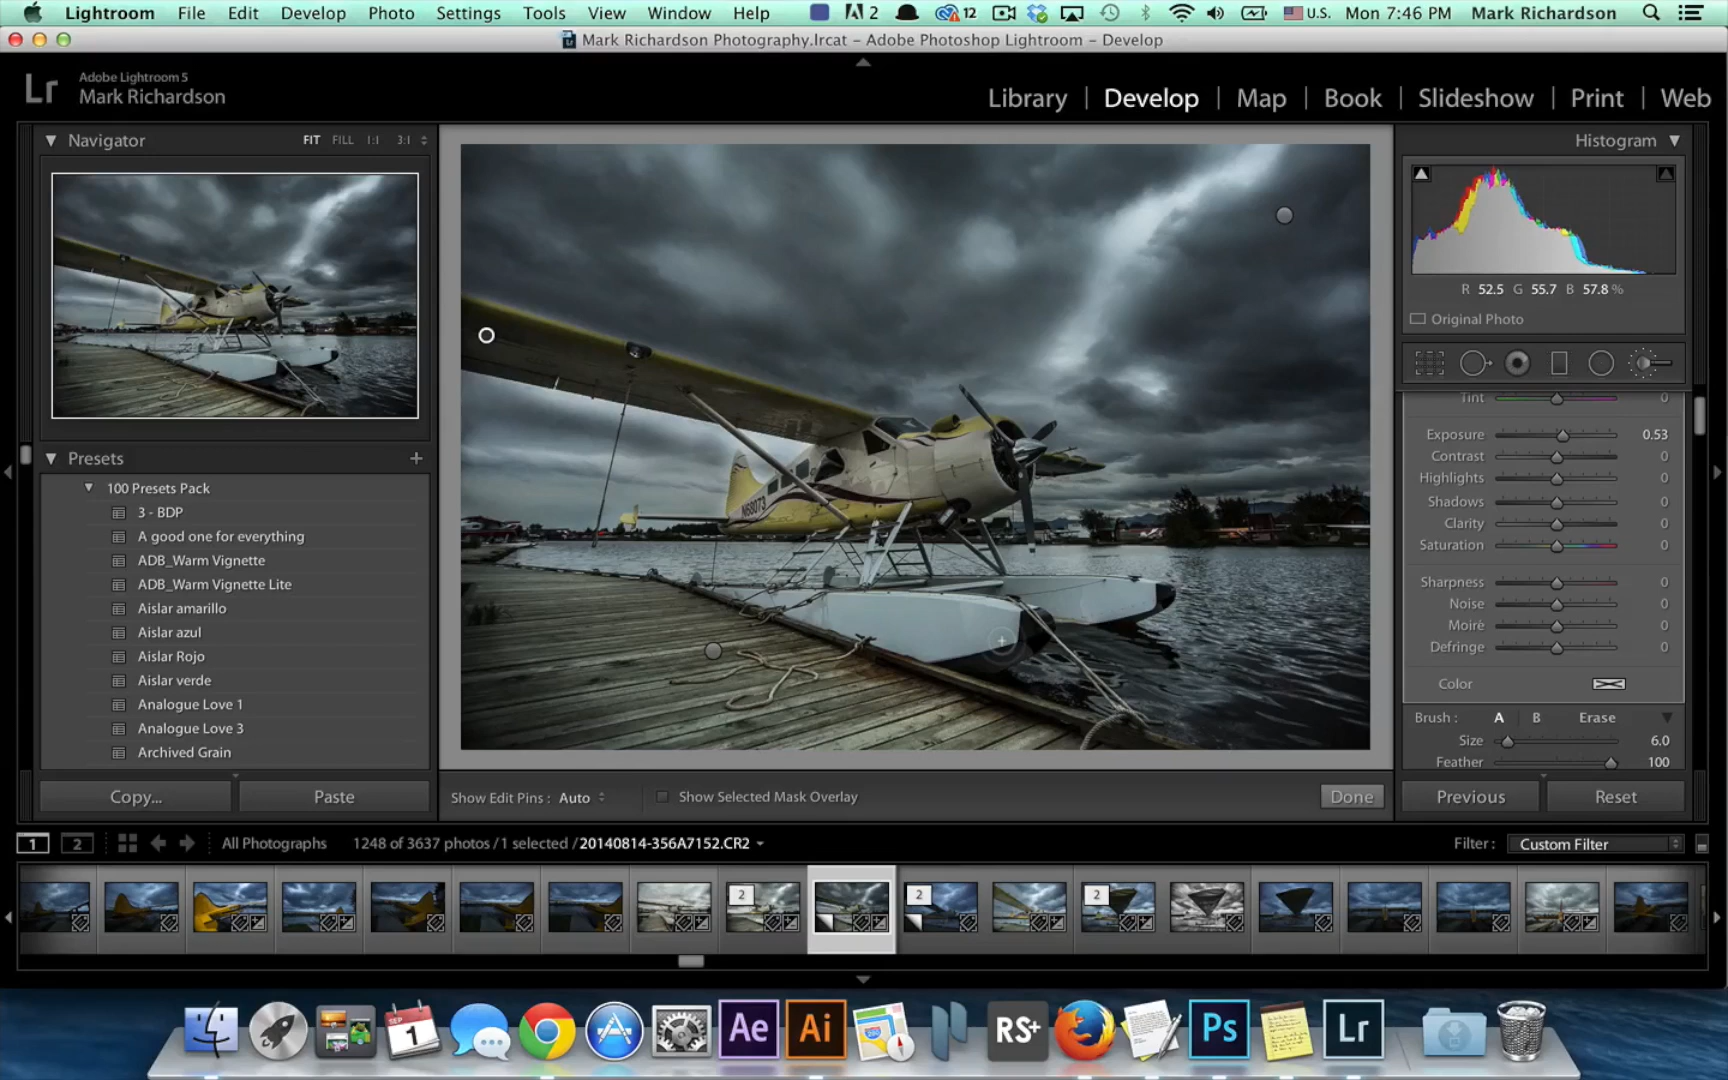 Lightroom File Edit Develop Photo Settings Tools View Window Help 2 12 U.S. Mon 7:46 PM Mark Richardson
Mark Richardson Photography.lrcat – Adobe Photoshop Lightroom – Develop
Lr
Adobe Lightroom 5
Mark Richardson
Library | Develop | Map | Book | Slideshow | Print | Web
Navigator FIT FILL 1:1 3:1
Histogram
R 52.5 G 55.7 B 57.8 %
Original Photo
Tint 0
Exposure 0.53
Contrast 0
Highlights 0
Shadows 0
Clarity 0
Saturation 0
Sharpness 0
Noise 0
Moiré 0
Defringe 0
Color
Brush : A B Erase
Size 6.0
Feather 100
Previous Reset
Presets +
100 Presets Pack
3 - BDP
A good one for everything
ADB_Warm Vignette
ADB_Warm Vignette Lite
Aislar amarillo
Aislar azul
Aislar Rojo
Aislar verde
Analogue Love 1
Analogue Love 3
Archived Grain
Copy... Paste
N68073
Show Edit Pins : Auto Show Selected Mask Overlay Done
1 2 All Photographs 1248 of 3637 photos / 1 selected / 20140814-356A7152.CR2 Filter : Custom Filter
2 2 2
SEP
1
Ae Ai RS+ Ps Lr